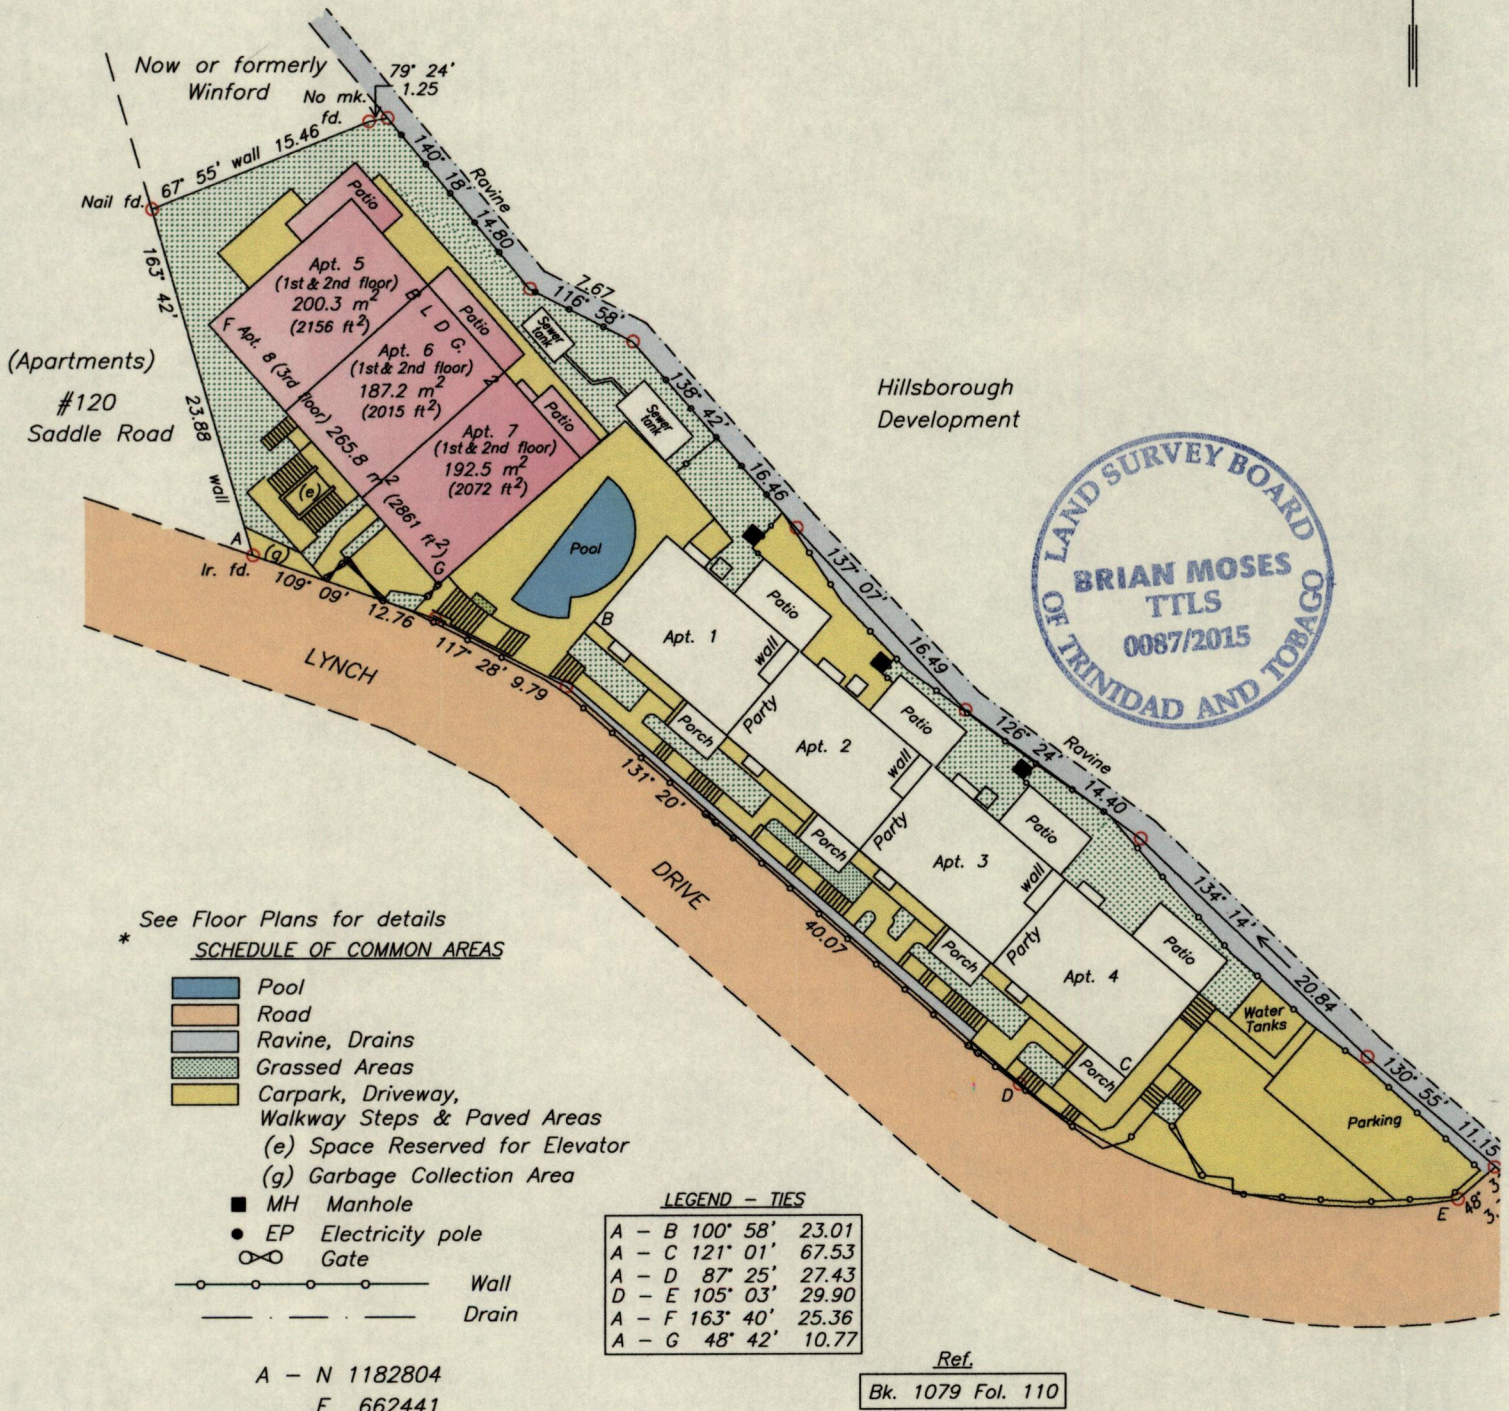 Now or formerly
Winford
No mk.
fd.
79° 24'
1.25
67° 55' wall 15.46
Nail fd.
163° 42'
23.88
wall
140° 18'
14.80
Ravine
7.67
116° 58'
138° 42'
16.46
137° 07'
16.49
126° 24'
14.40
Ravine
134° 14'
20.84
130° 55'
11.15
(Apartments)
#120
Saddle Road
Hillsborough
Development
Patio
Apt. 5
(1st & 2nd floor)
200.3 m²
(2156 ft²)
B L D G. 2
Patio
Apt. 6
(1st & 2nd floor)
187.2 m²
(2015 ft²)
Patio
Apt. 7
(1st & 2nd floor)
192.5 m²
(2072 ft²)
F Apt. 8 (3rd floor) 265.8 m² (2861 ft²)
G
Sewer
tank
Sewer
tank
(e)
A
(g)
Ir. fd.
109° 09'
12.76
117° 28' 9.79
131° 20'
40.07
Pool
B
Apt. 1
Patio
Party wall
Porch
Apt. 2
Patio
Party wall
Porch
Apt. 3
Patio
Party wall
Porch
Apt. 4
Patio
Porch
C
D
Water
Tanks
Parking
E
48°
LYNCH
DRIVE
LAND SURVEY BOARD
OF TRINIDAD AND TOBAGO
BRIAN MOSES
TTLS
0087/2015
See Floor Plans for details
* SCHEDULE OF COMMON AREAS
Pool
Road
Ravine, Drains
Grassed Areas
Carpark, Driveway,
Walkway Steps & Paved Areas
(e) Space Reserved for Elevator
(g) Garbage Collection Area
MH Manhole
EP Electricity pole
Gate
Wall
Drain
LEGEND - TIES
A - B 100° 58' 23.01
A - C 121° 01' 67.53
A - D 87° 25' 27.43
D - E 105° 03' 29.90
A - F 163° 40' 25.36
A - G 48° 42' 10.77
A - N 1182804
E 662441
Ref.
Bk. 1079 Fol. 110